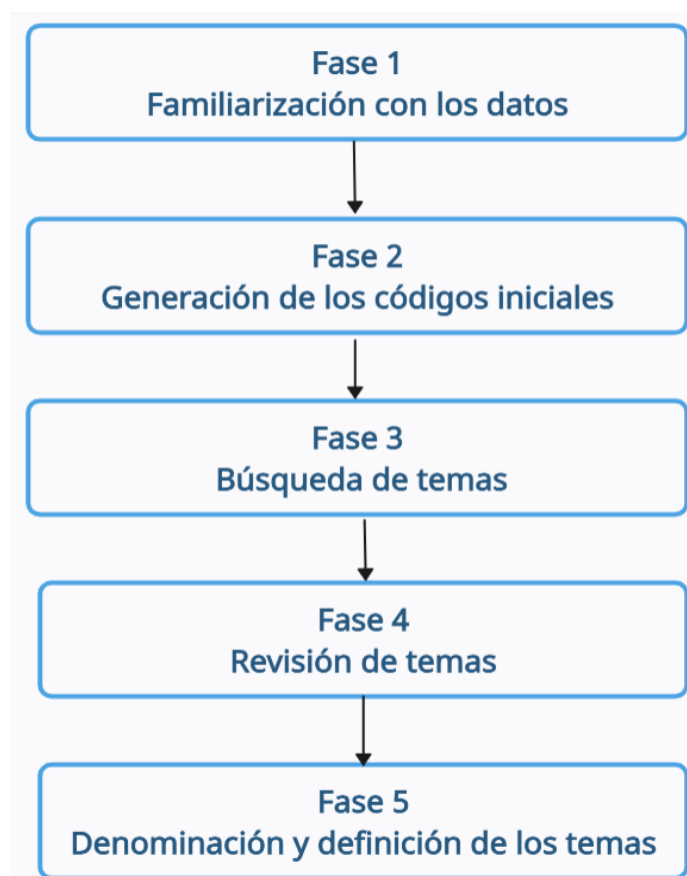 Fase 1
Familiarización con los datos
Fase 2
Generación de los códigos iniciales
Fase 3
Búsqueda de temas
Fase 4
Revisión de temas
Fase 5
Denominación y definición de los temas